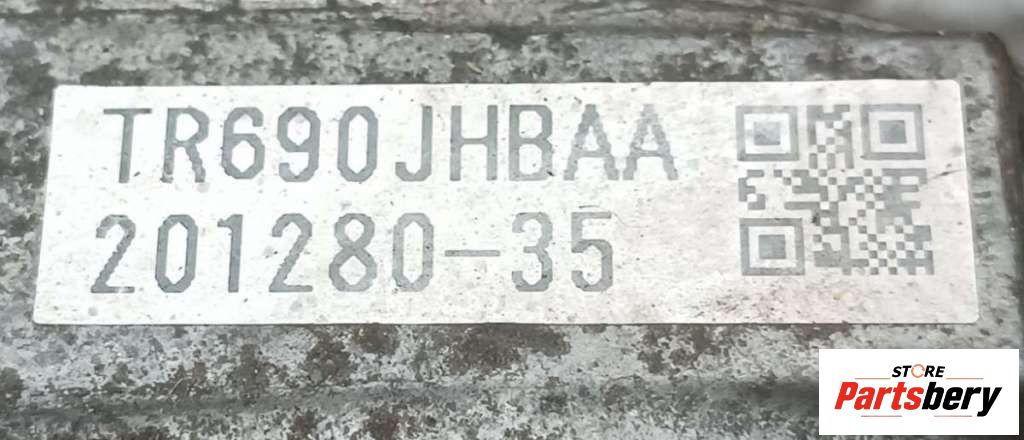 TR690JHBAA
201280-35
STORE
Partsbery